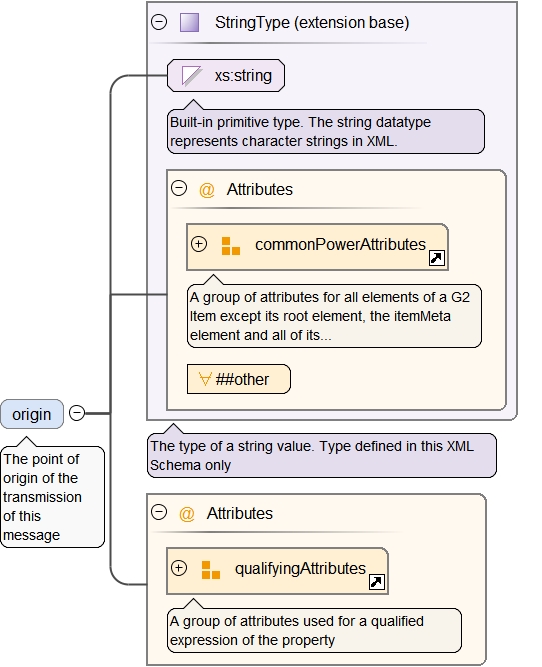 StringType (extension base)
xs:string
Built-in primitive type. The string datatype
represents character strings in XML.
@ Attributes
commonPowerAttributes
A group of attributes for all elements of a G2
Item except its root element, the itemMeta
element and all of its...
∀ ##other
origin
The point of
origin of the
transmission
of this
message
The type of a string value. Type defined in this XML
Schema only
@ Attributes
qualifyingAttributes
A group of attributes used for a qualified
expression of the property